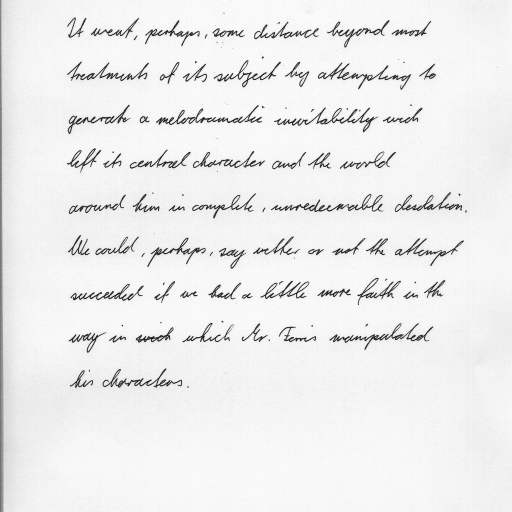 It went, perhaps, some distance beyond most
treatments of its subject by attempting to
generate a melodramatic inevitability wich
left its central character and the world
around him in complete, unredeemable desolation.
We could, perhaps, say wether or not the attempt
succeeded if we had a little more faith in the
way in wich which Mr. Ferris manipulated
his characters.